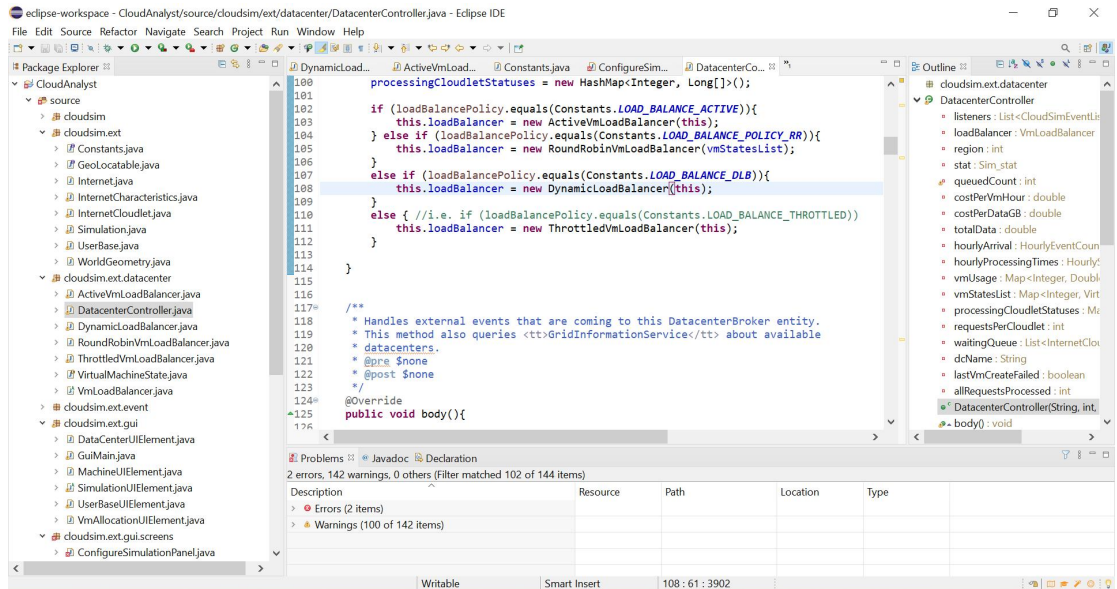 eclipse-workspace - CloudAnalyst/source/cloudsim/ext/datacenter/DatacenterController.java - Eclipse IDE
File Edit Source Refactor Navigate Search Project Run Window Help
Package Explorer
CloudAnalyst
source
cloudsim
cloudsim.ext
Constants.java
GeoLocatable.java
Internet.java
InternetCharacteristics.java
InternetCloudlet.java
Simulation.java
UserBase.java
WorldGeometry.java
cloudsim.ext.datacenter
ActiveVmLoadBalancer.java
DatacenterController.java
DynamicLoadBalancer.java
RoundRobinVmLoadBalancer.java
ThrottledVmLoadBalancer.java
VirtualMachineState.java
VmLoadBalancer.java
cloudsim.ext.event
cloudsim.ext.gui
DataCenterUIElement.java
GuiMain.java
MachineUIElement.java
SimulationUIElement.java
UserBaseUIElement.java
VmAllocationUIElement.java
cloudsim.ext.gui.screens
ConfigureSimulationPanel.java
DynamicLoad... ActiveVmLoad... Constants.java ConfigureSim... DatacenterCo...
100 processingCloudletStatuses = new HashMap<Integer, Long[]>();
101
102 if (loadBalancePolicy.equals(Constants.LOAD_BALANCE_ACTIVE)){
103 this.loadBalancer = new ActiveVmLoadBalancer(this);
104 } else if (loadBalancePolicy.equals(Constants.LOAD_BALANCE_POLICY_RR)){
105 this.loadBalancer = new RoundRobinVmLoadBalancer(vmStatesList);
106 }
107 else if (loadBalancePolicy.equals(Constants.LOAD_BALANCE_DLB)){
108 this.loadBalancer = new DynamicLoadBalancer(this);
109 }
110 else { //i.e. if (loadBalancePolicy.equals(Constants.LOAD_BALANCE_THROTTLED))
111 this.loadBalancer = new ThrottledVmLoadBalancer(this);
112 }
113
114 }
115
116
117 /**
118 * Handles external events that are coming to this DatacenterBroker entity.
119 * This method also queries <tt>GridInformationService</tt> about available
120 * datacenters.
121 * @pre $none
122 * @post $none
123 */
124 @Override
125 public void body(){
126
Outline
cloudsim.ext.datacenter
DatacenterController
listeners : List<CloudSimEventLis
loadBalancer : VmLoadBalancer
region : int
stat : Sim_stat
queuedCount : int
costPerVmHour : double
costPerDataGB : double
totalData : double
hourlyArrival : HourlyEventCoun
hourlyProcessingTimes : HourlyS
vmUsage : Map<Integer, Doubl
vmStatesList : Map<Integer, Virt
processingCloudletStatuses : Ma
requestsPerCloudlet : int
waitingQueue : List<InternetClou
dcName : String
lastVmCreateFailed : boolean
allRequestsProcessed : int
DatacenterController(String, int,
body() : void
Problems Javadoc Declaration
2 errors, 142 warnings, 0 others (Filter matched 102 of 144 items)
Description Resource Path Location Type
Errors (2 items)
Warnings (100 of 142 items)
Writable Smart Insert 108 : 61 : 3902